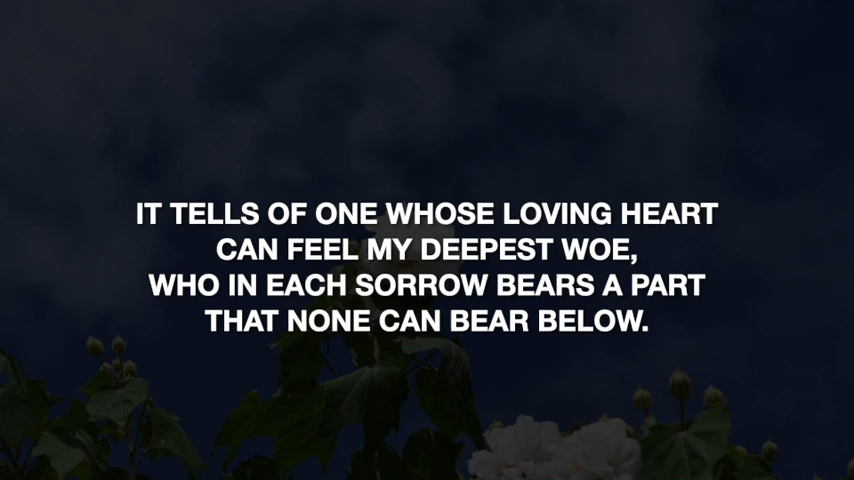 IT TELLS OF ONE WHOSE LOVING HEART
CAN FEEL MY DEEPEST WOE,
WHO IN EACH SORROW BEARS A PART
THAT NONE CAN BEAR BELOW.